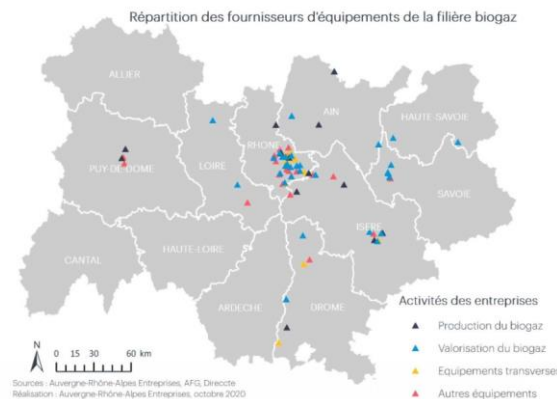 Répartition des fournisseurs d'équipements de la filière biogaz
ALLIER
AIN
HAUTE-SAVOIE
RHONE
PUY-DE-DOME
LOIRE
SAVOIE
ISERE
HAUTE-LOIRE
CANTAL
ARDECHE
DROME
Activités des entreprises
Production du biogaz
Valorisation du biogaz
Equipements transverses
Autres équipements
N
0 15 30 60 km
Sources : Auvergne-Rhône-Alpes Entreprises, AFG, Direccte
Réalisation : Auvergne-Rhône-Alpes Entreprises, octobre 2020